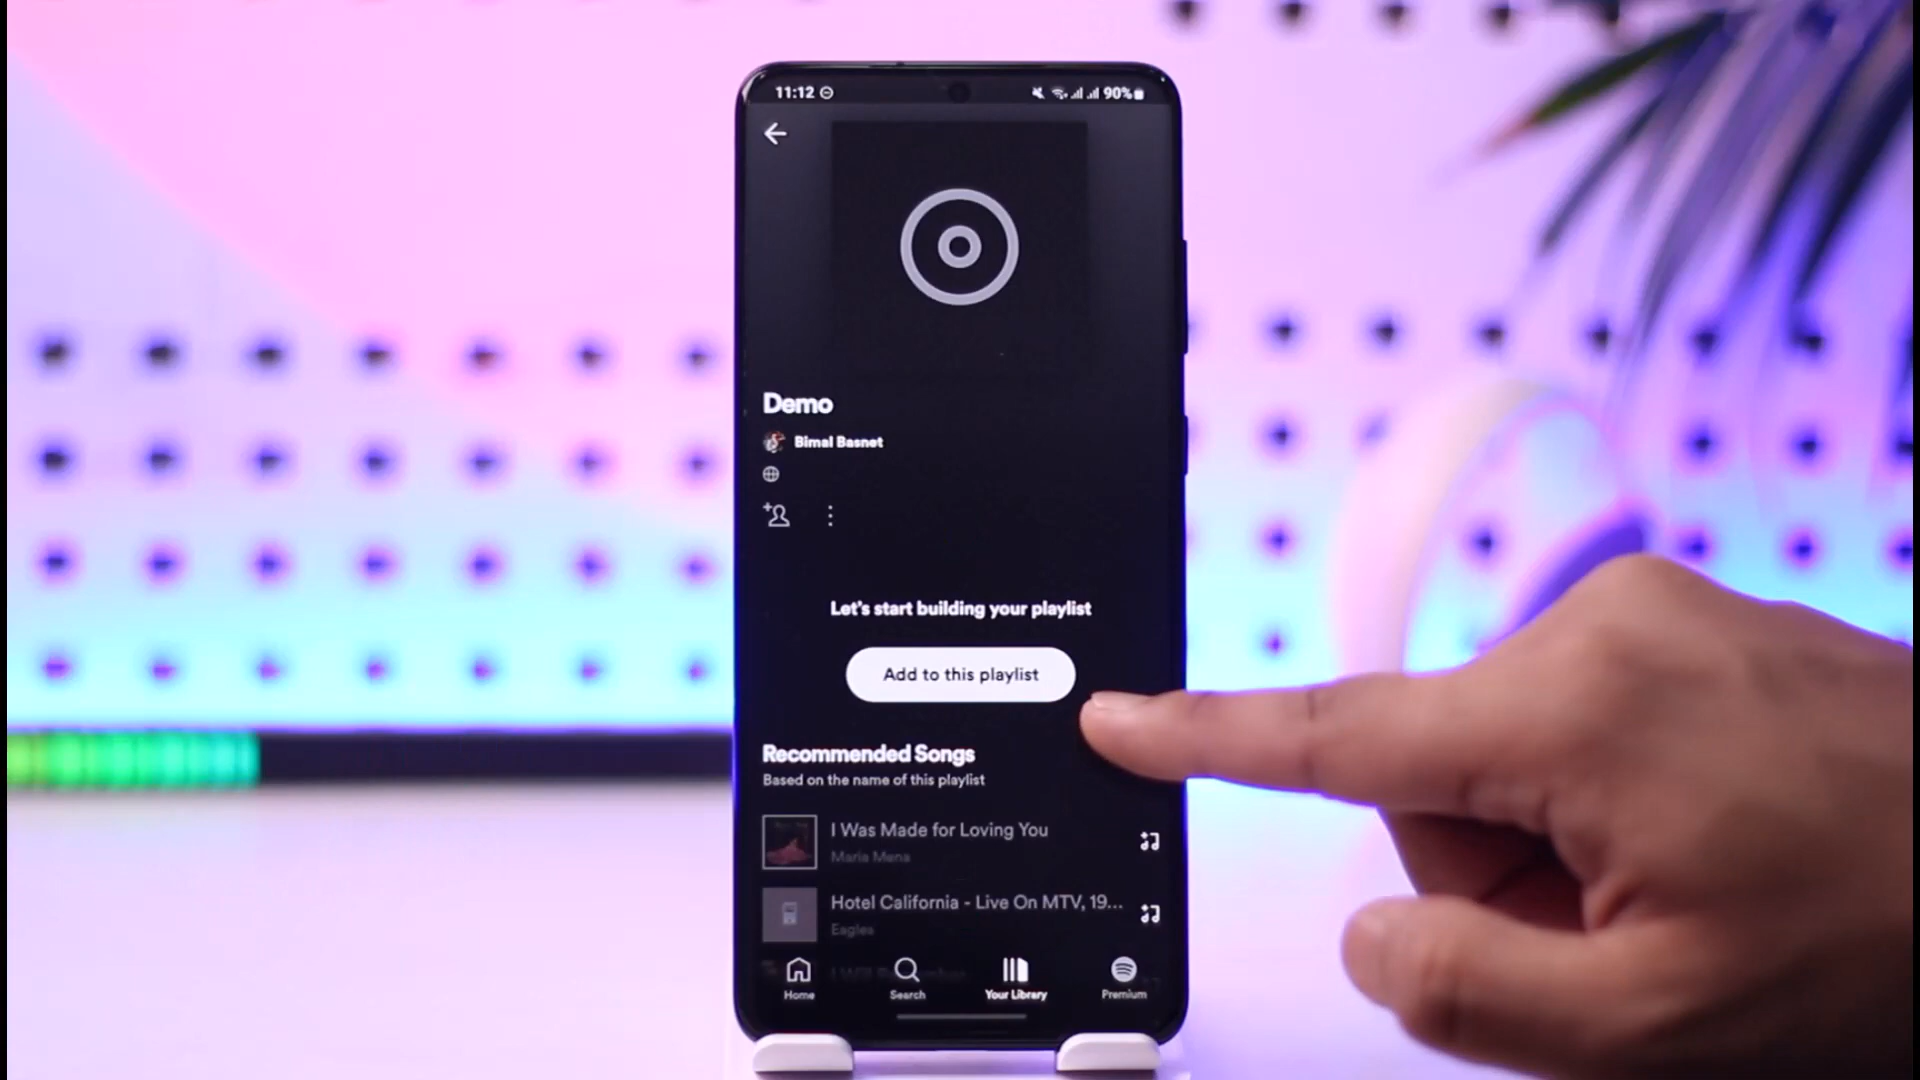 11:12
90%
Demo
Bimal Basnet
Let's start building your playlist
Add to this playlist
Recommended Songs
Based on the name of this playlist
I Was Made for Loving You
Maria Mena
Hotel California - Live On MTV, 19...
Eagles
I Will Remember
Home
Search
Your Library
Premium